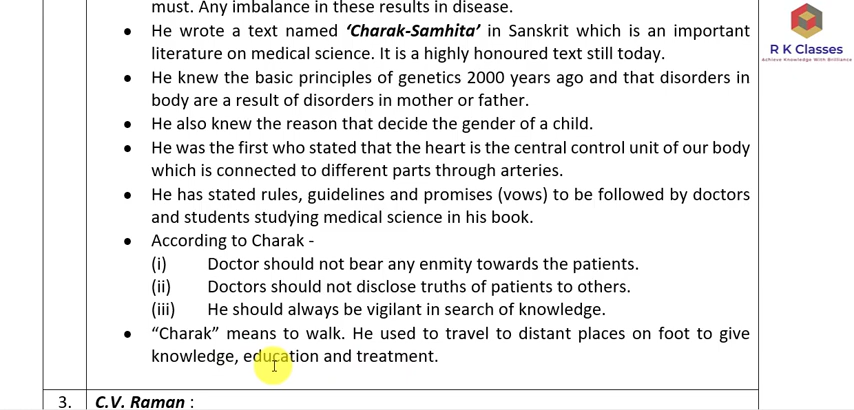 must. Any imbalance in these results in disease.
• He wrote a text named ‘Charak-Samhita’ in Sanskrit which is an important
literature on medical science. It is a highly honoured text still today.
• He knew the basic principles of genetics 2000 years ago and that disorders in
body are a result of disorders in mother or father.
• He also knew the reason that decide the gender of a child.
• He was the first who stated that the heart is the central control unit of our body
which is connected to different parts through arteries.
• He has stated rules, guidelines and promises (vows) to be followed by doctors
and students studying medical science in his book.
• According to Charak -
(i) Doctor should not bear any enmity towards the patients.
(ii) Doctors should not disclose truths of patients to others.
(iii) He should always be vigilant in search of knowledge.
• “Charak” means to walk. He used to travel to distant places on foot to give
knowledge, education and treatment.
3. C.V. Raman :
R K Classes
Achieve Knowledge With Brilliance